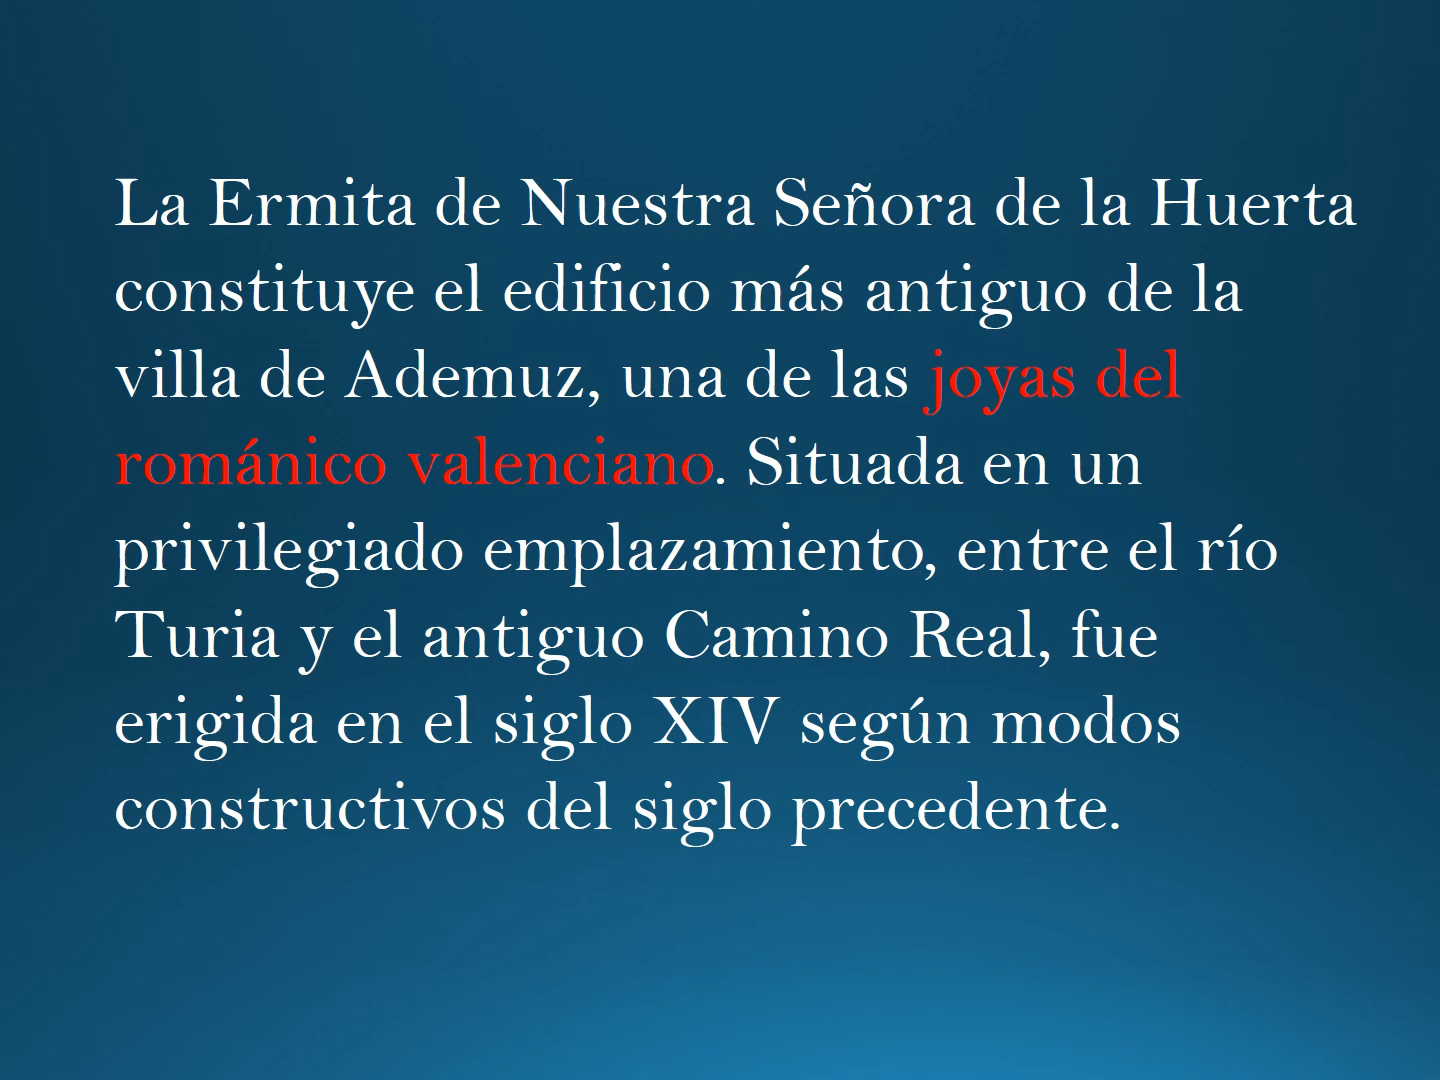 La Ermita de Nuestra Señora de la Huerta
constituye el edificio más antiguo de la
villa de Ademuz, una de las joyas del
románico valenciano. Situada en un
privilegiado emplazamiento, entre el río
Turia y el antiguo Camino Real, fue
erigida en el siglo XIV según modos
constructivos del siglo precedente.